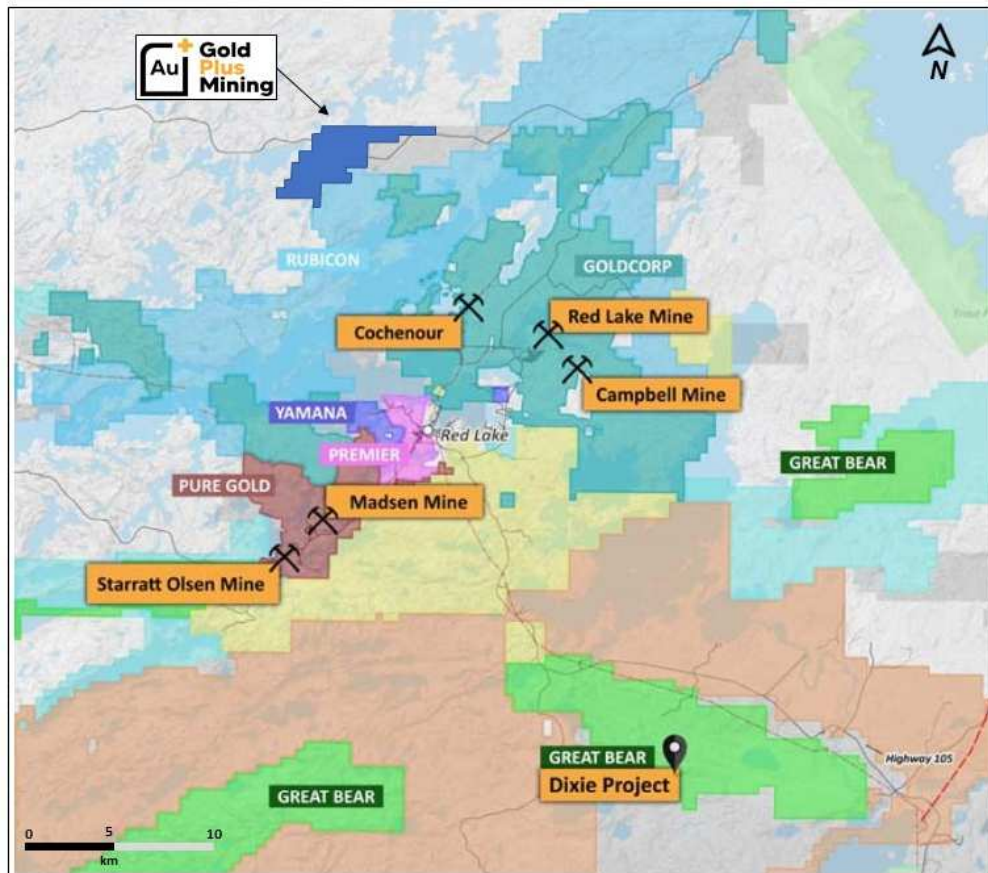 Au
Gold
Plus
Mining
N
RUBICON
GOLDCORP
Red Lake Mine
Cochenour
Campbell Mine
YAMANA
Red Lake
PREMIER
GREAT BEAR
PURE GOLD
Madsen Mine
Starratt Olsen Mine
GREAT BEAR
Dixie Project
Highway 105
GREAT BEAR
0 5 10
km